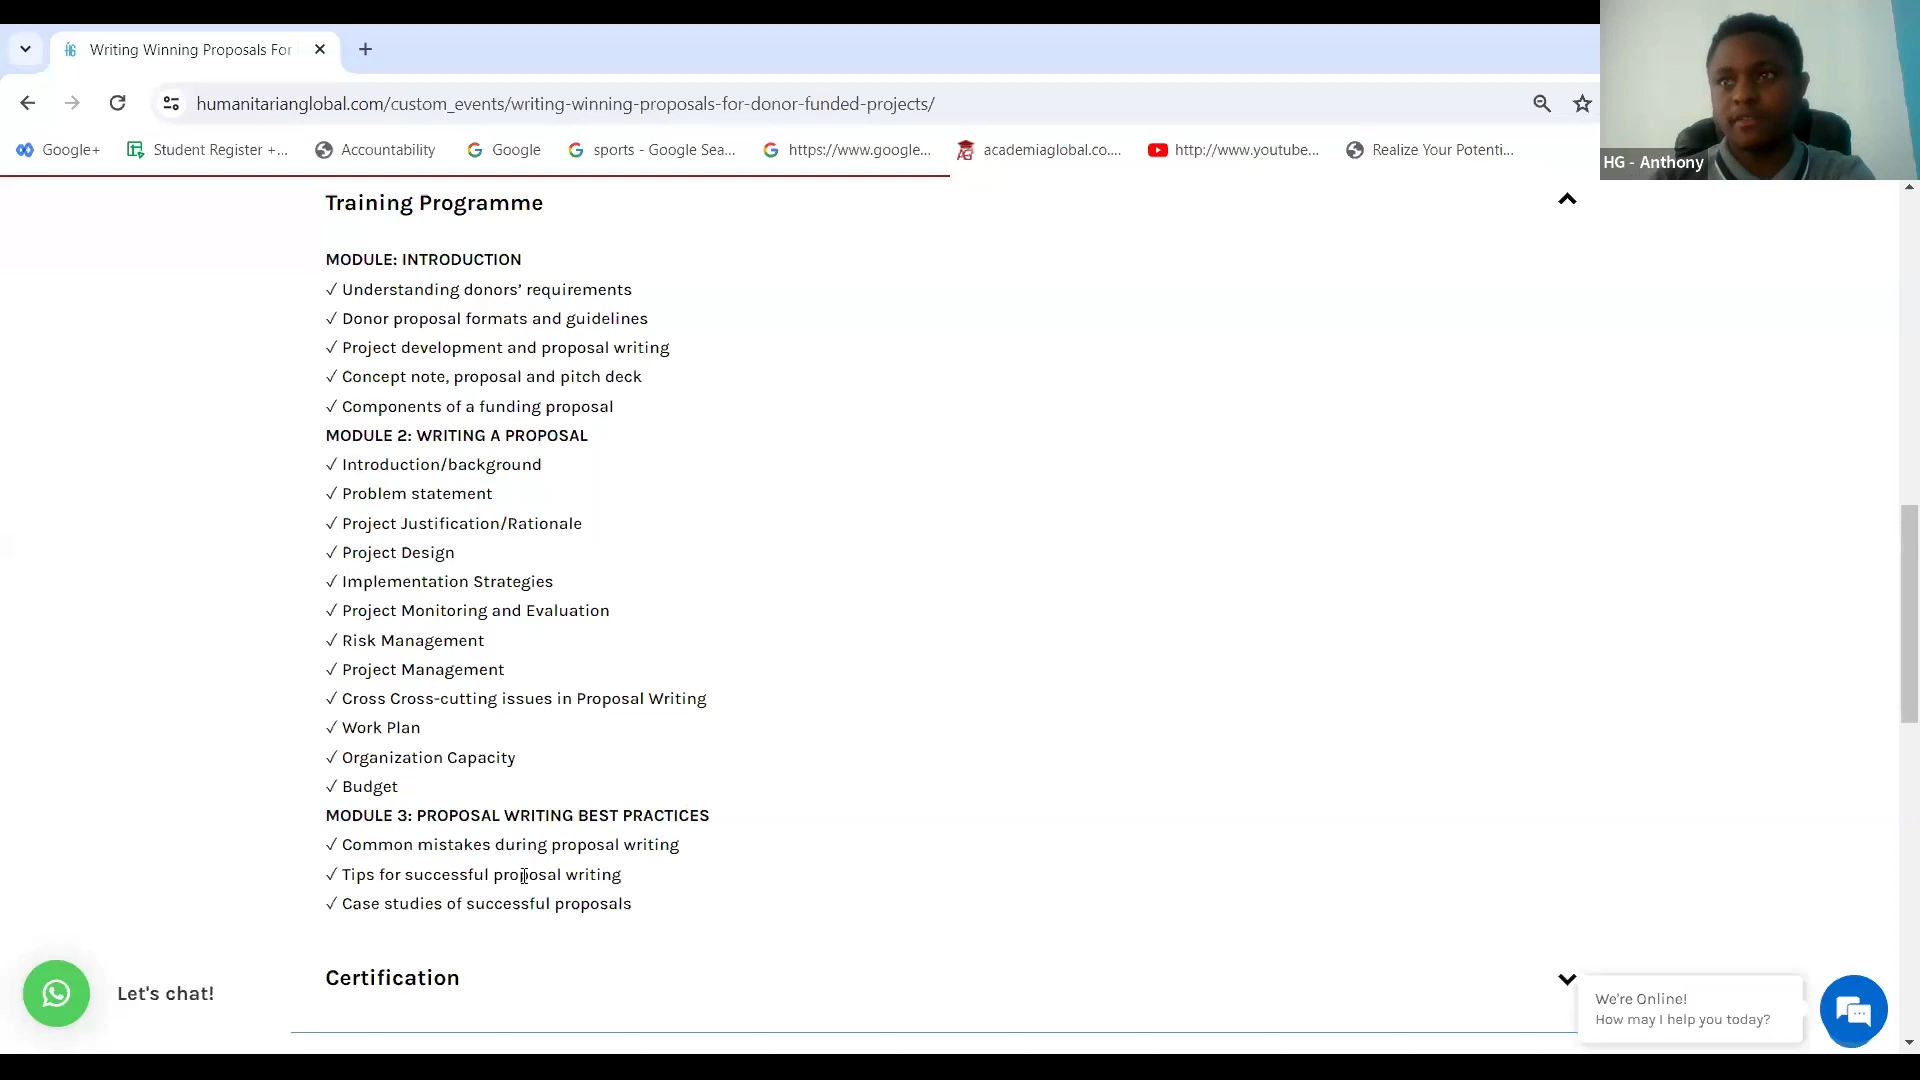 Writing Winning Proposals For
humanitarianglobal.com/custom_events/writing-winning-proposals-for-donor-funded-projects/
Google+ Student Register +... Accountability Google sports - Google Sea... https://www.google... academiaglobal.co.... http://www.youtube... Realize Your Potenti...
HG - Anthony
Training Programme
MODULE: INTRODUCTION
✓ Understanding donors’ requirements
✓ Donor proposal formats and guidelines
✓ Project development and proposal writing
✓ Concept note, proposal and pitch deck
✓ Components of a funding proposal
MODULE 2: WRITING A PROPOSAL
✓ Introduction/background
✓ Problem statement
✓ Project Justification/Rationale
✓ Project Design
✓ Implementation Strategies
✓ Project Monitoring and Evaluation
✓ Risk Management
✓ Project Management
✓ Cross Cross-cutting issues in Proposal Writing
✓ Work Plan
✓ Organization Capacity
✓ Budget
MODULE 3: PROPOSAL WRITING BEST PRACTICES
✓ Common mistakes during proposal writing
✓ Tips for successful proposal writing
✓ Case studies of successful proposals
Certification
Let's chat!
We're Online!
How may I help you today?